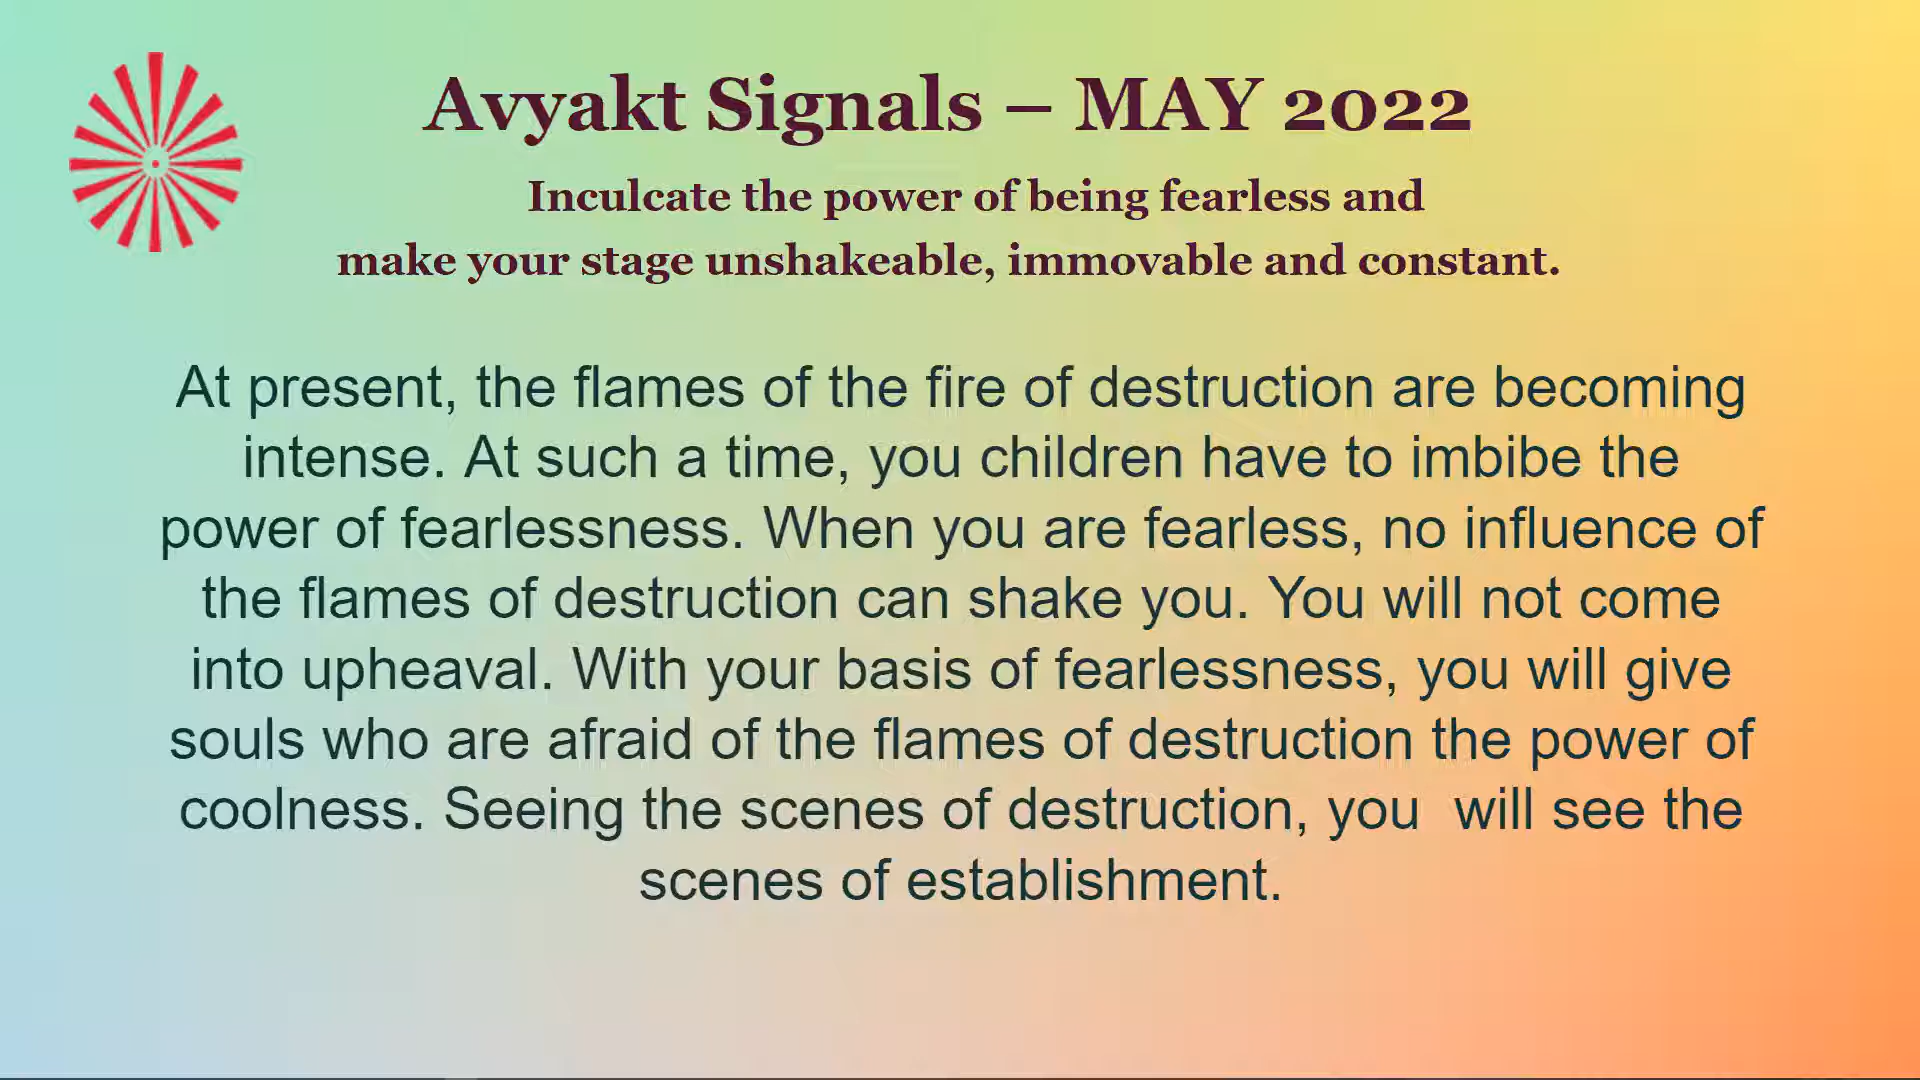 Avyakt Signals – MAY 2022
Inculcate the power of being fearless and
make your stage unshakeable, immovable and constant.
At present, the flames of the fire of destruction are becoming
intense. At such a time, you children have to imbibe the
power of fearlessness. When you are fearless, no influence of
the flames of destruction can shake you. You will not come
into upheaval. With your basis of fearlessness, you will give
souls who are afraid of the flames of destruction the power of
coolness. Seeing the scenes of destruction, you  will see the
scenes of establishment.